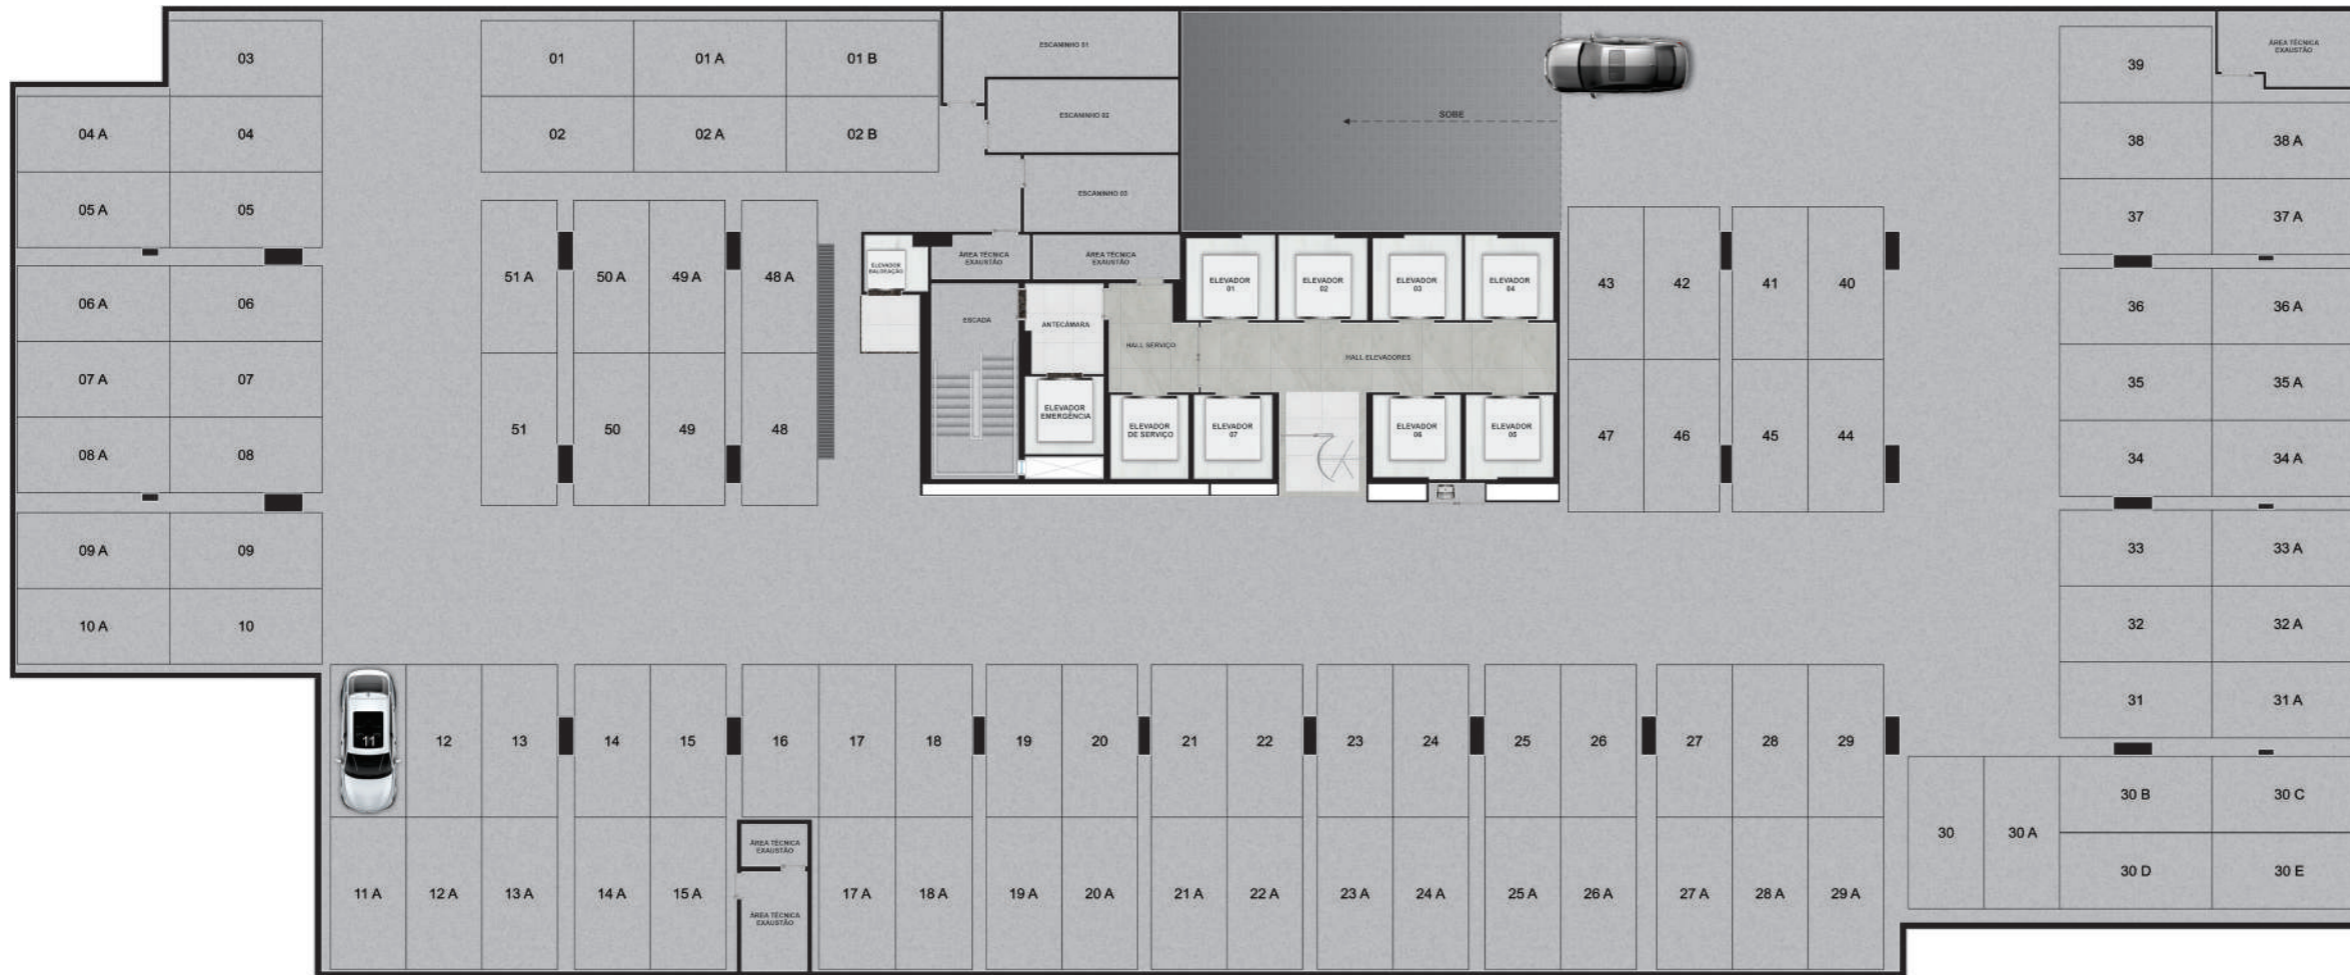 03
01
01 A
01 B
ESCANINHO 01
ÁREA TÉCNICA
EXAUSTÃO
39
04 A
04
02
02 A
02 B
ESCANINHO 02
SOBE
38
38 A
05 A
05
ESCANINHO 03
37
37 A
51 A
50 A
49 A
48 A
ÁREA TÉCNICA
EXAUSTÃO
ÁREA TÉCNICA
EXAUSTÃO
ELEVADOR
01
ELEVADOR
02
ELEVADOR
03
ELEVADOR
04
43
42
41
40
06 A
06
ESCADA
ANTECÂMARA
HALL SERVIÇO
HALL ELEVADORES
36
36 A
07 A
07
35
35 A
51
50
49
48
ELEVADOR
EMERGÊNCIA
ELEVADOR
DE SERVIÇO
ELEVADOR
07
ELEVADOR
06
ELEVADOR
05
47
46
45
44
08 A
08
34
34 A
09 A
09
33
33 A
10 A
10
32
32 A
31
31 A
11
12
13
14
15
16
17
18
19
20
21
22
23
24
25
26
27
28
29
30 B
30 C
30
30 A
30 D
30 E
ÁREA TÉCNICA
EXAUSTÃO
11 A
12 A
13 A
14 A
15 A
ÁREA TÉCNICA
EXAUSTÃO
17 A
18 A
19 A
20 A
21 A
22 A
23 A
24 A
25 A
26 A
27 A
28 A
29 A